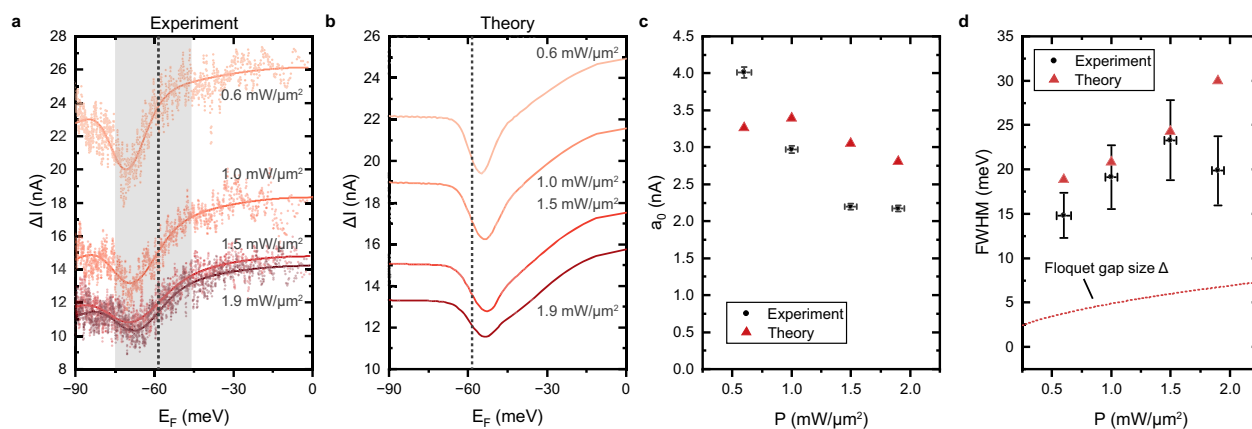 a
Experiment
28
26
24
22
20
18
16
14
12
10
8
ΔI (nA)
0.6 mW/μm²
1.0 mW/μm²
1.5 mW/μm²
1.9 mW/μm²
-90
-60
-30
0
E_F (meV)
b
Theory
26
24
22
20
18
16
14
12
10
ΔI (nA)
0.6 mW/μm²
1.0 mW/μm²
1.5 mW/μm²
1.9 mW/μm²
-90
-60
-30
0
E_F (meV)
c
4.5
4.0
3.5
3.0
2.5
2.0
1.5
1.0
0.5
0.0
a₀ (nA)
Experiment
Theory
0.5
1.0
1.5
2.0
P (mW/μm²)
d
35
30
25
20
15
10
5
0
FWHM (meV)
Experiment
Theory
Floquet gap size Δ
0.5
1.0
1.5
2.0
P (mW/μm²)